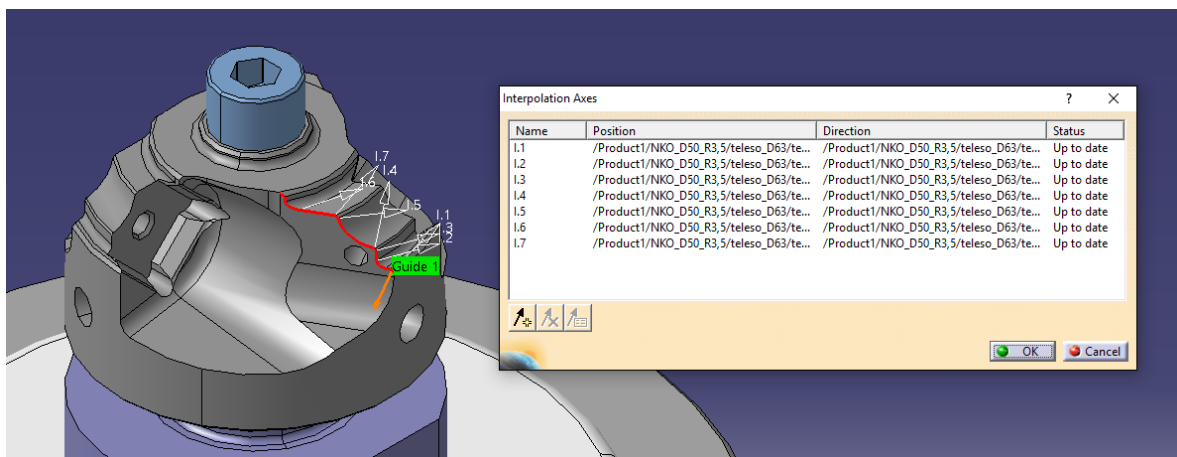 Interpolation Axes ? ×
Name Position Direction Status
I.1 /Product1/NKO_D50_R3,5/teleso_D63/te... /Product1/NKO_D50_R3,5/teleso_D63/te... Up to date
I.2 /Product1/NKO_D50_R3,5/teleso_D63/te... /Product1/NKO_D50_R3,5/teleso_D63/te... Up to date
I.3 /Product1/NKO_D50_R3,5/teleso_D63/te... /Product1/NKO_D50_R3,5/teleso_D63/te... Up to date
I.4 /Product1/NKO_D50_R3,5/teleso_D63/te... /Product1/NKO_D50_R3,5/teleso_D63/te... Up to date
I.5 /Product1/NKO_D50_R3,5/teleso_D63/te... /Product1/NKO_D50_R3,5/teleso_D63/te... Up to date
I.6 /Product1/NKO_D50_R3,5/teleso_D63/te... /Product1/NKO_D50_R3,5/teleso_D63/te... Up to date
I.7 /Product1/NKO_D50_R3,5/teleso_D63/te... /Product1/NKO_D50_R3,5/teleso_D63/te... Up to date
OK Cancel
I.7
I.4
I.6
I.5
I.1
I.3
I.2
Guide 1